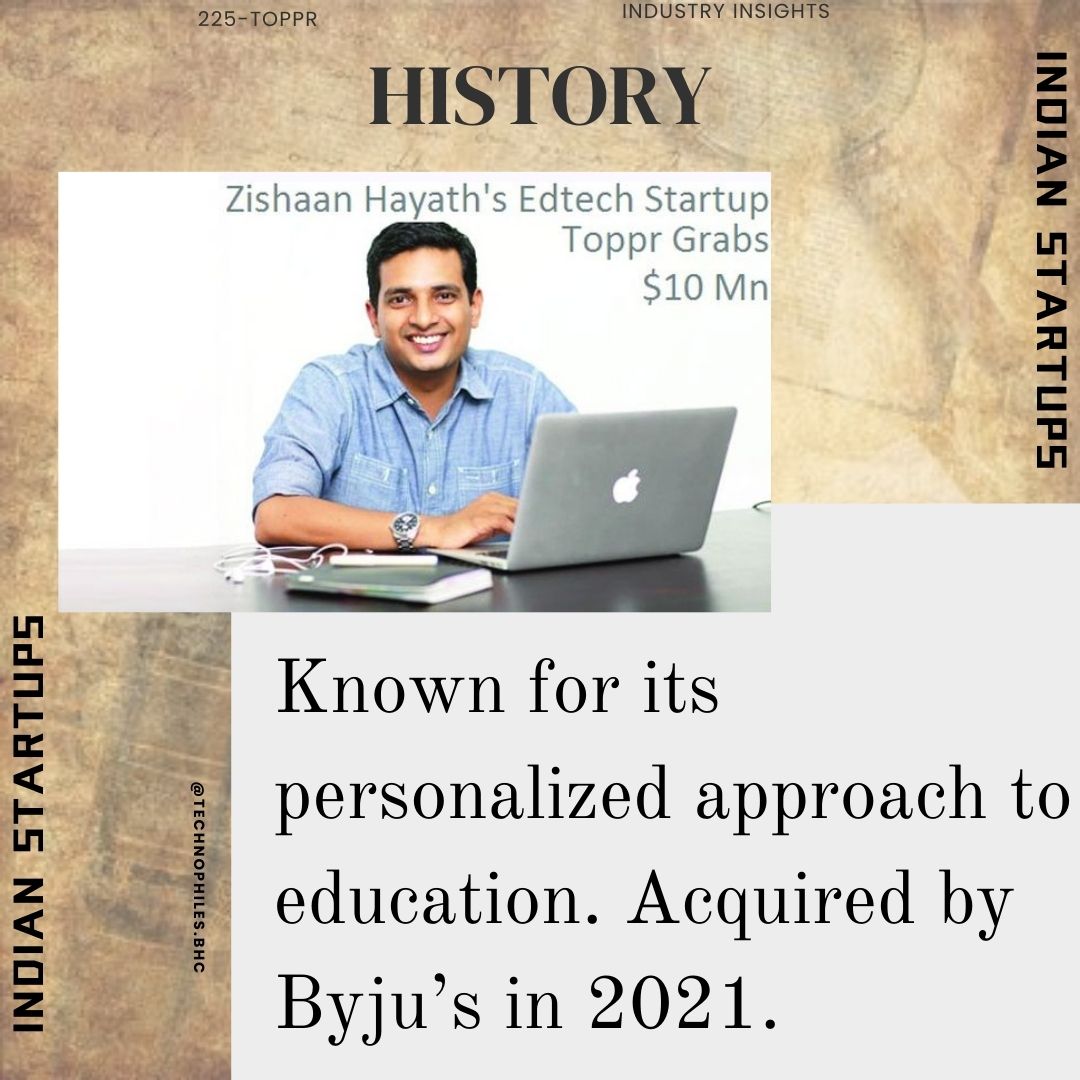 225-TOPPR
INDUSTRY INSIGHTS
HISTORY
INDIAN STARTUPS
Zishaan Hayath's Edtech Startup
Toppr Grabs
$10 Mn
INDIAN STARTUPS
@TECHNOPHILES.BHC
Known for its
personalized approach to
education. Acquired by
Byju’s in 2021.